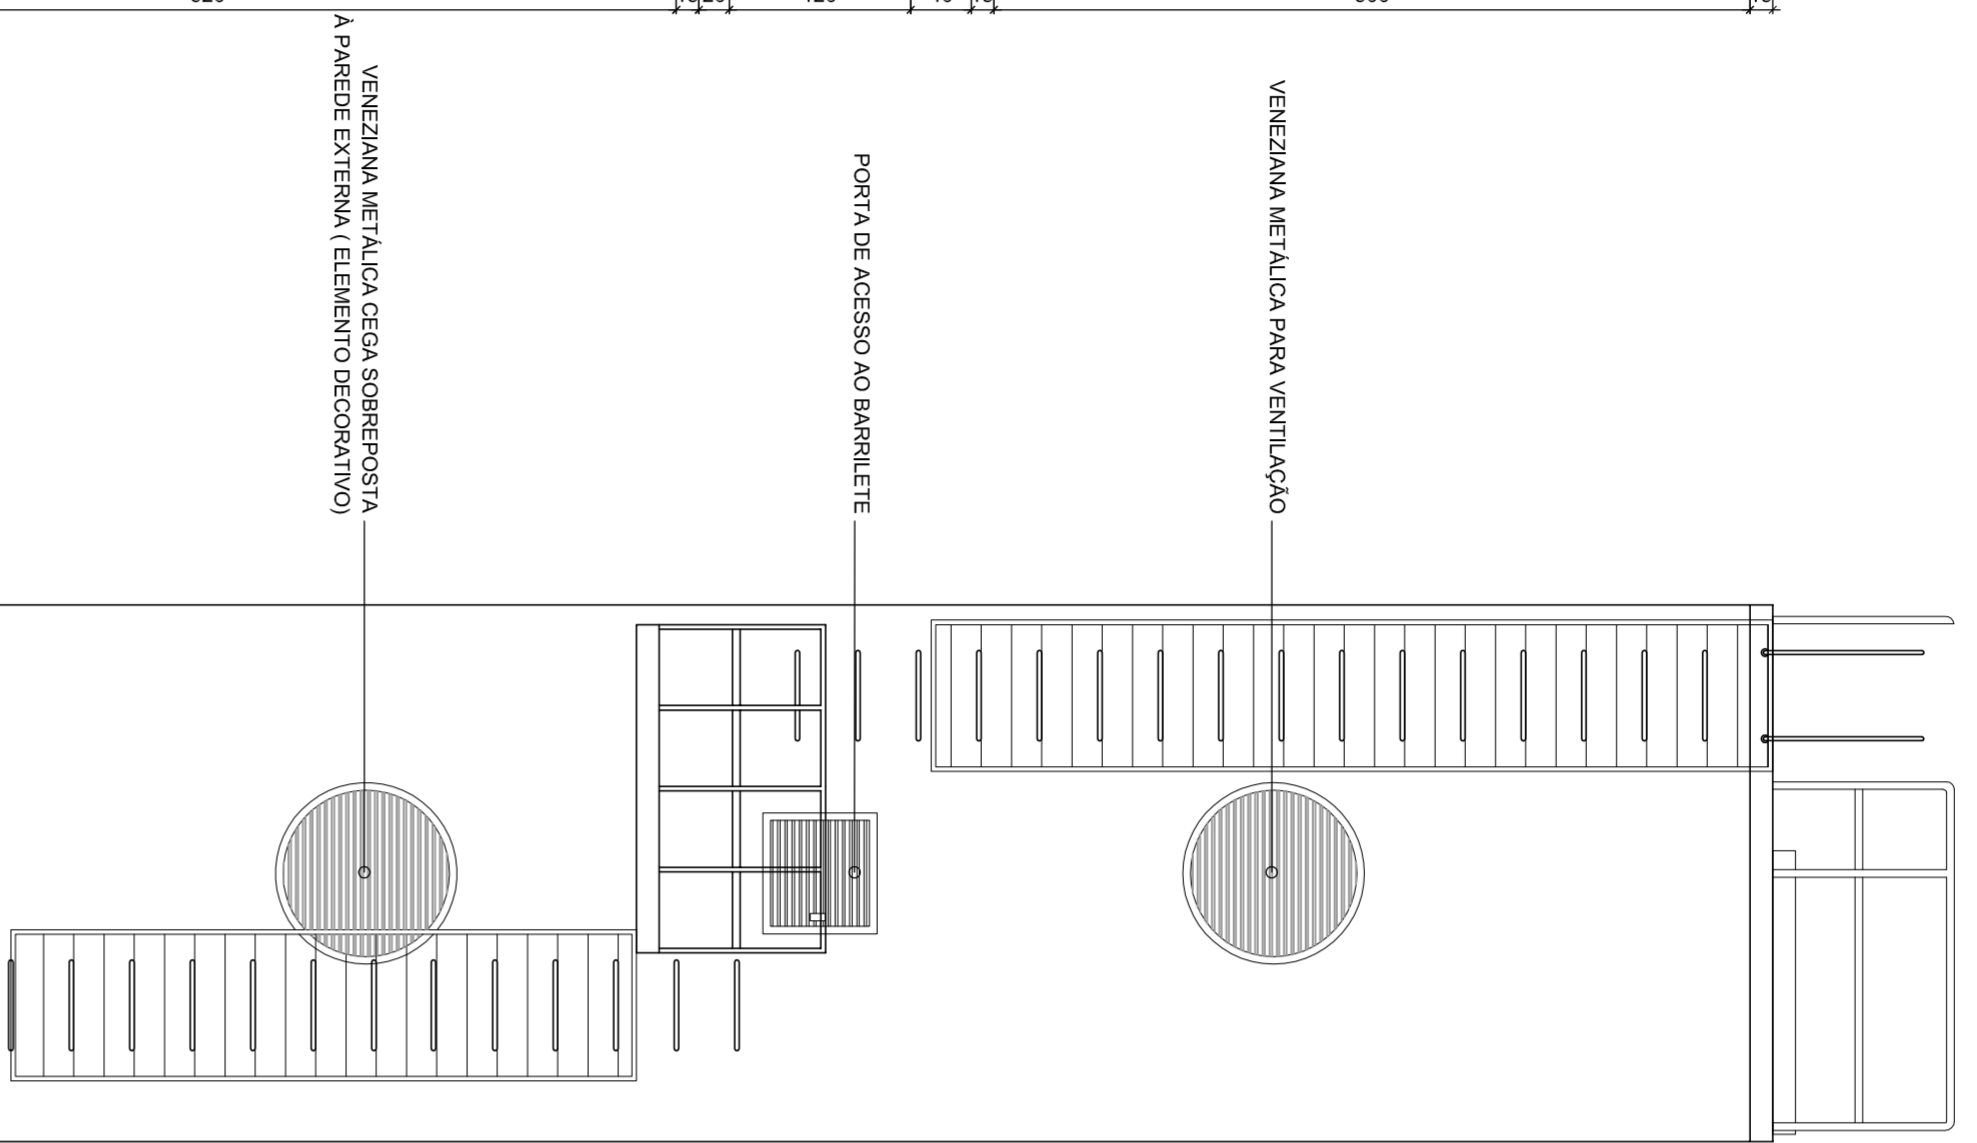 VENEZIANA METÁLICA PARA VENTILAÇÃO
PORTA DE ACESSO AO BARRILETE
VENEZIANA METÁLICA CEGA SOBREPOSTA
À PAREDE EXTERNA ( ELEMENTO DECORATIVO)